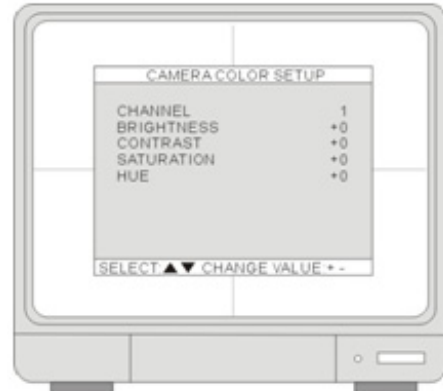 CAMERA COLOR SETUP
CHANNEL 1
BRIGHTNESS +0
CONTRAST +0
SATURATION +0
HUE +0
SELECT:▲▼ CHANGE VALUE:+ -